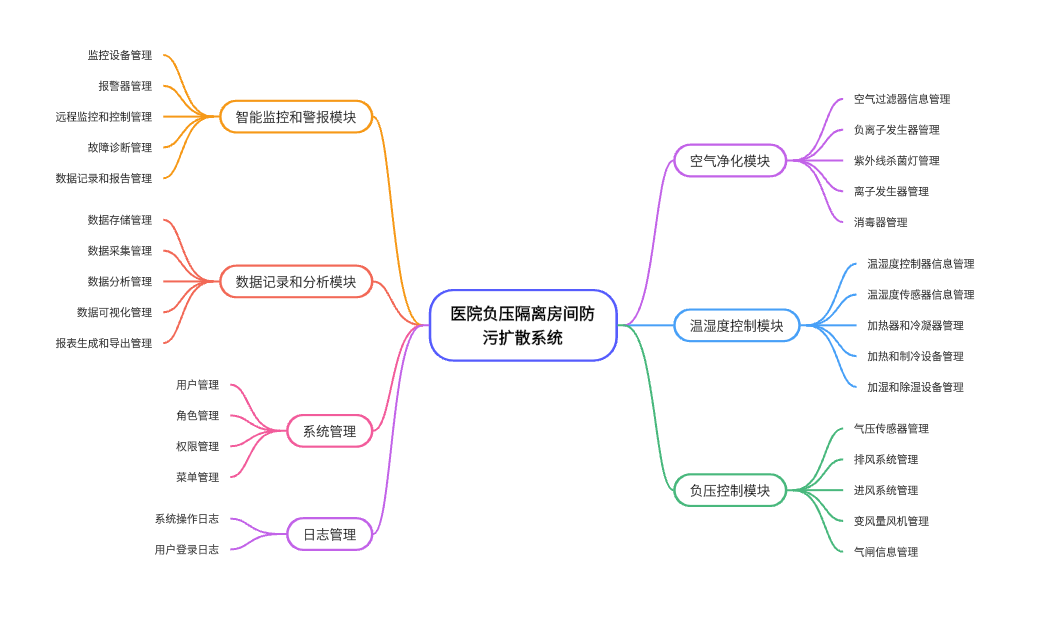 医院负压隔离房间防
污扩散系统
空气净化模块
空气过滤器信息管理
负离子发生器管理
紫外线杀菌灯管理
离子发生器管理
消毒器管理
温湿度控制模块
温湿度控制器信息管理
温湿度传感器信息管理
加热器和冷凝器管理
加热和制冷设备管理
加湿和除湿设备管理
负压控制模块
气压传感器管理
排风系统管理
进风系统管理
变风量风机管理
气闸信息管理
智能监控和警报模块
监控设备管理
报警器管理
远程监控和控制管理
故障诊断管理
数据记录和报告管理
数据记录和分析模块
数据存储管理
数据采集管理
数据分析管理
数据可视化管理
报表生成和导出管理
系统管理
用户管理
角色管理
权限管理
菜单管理
日志管理
系统操作日志
用户登录日志